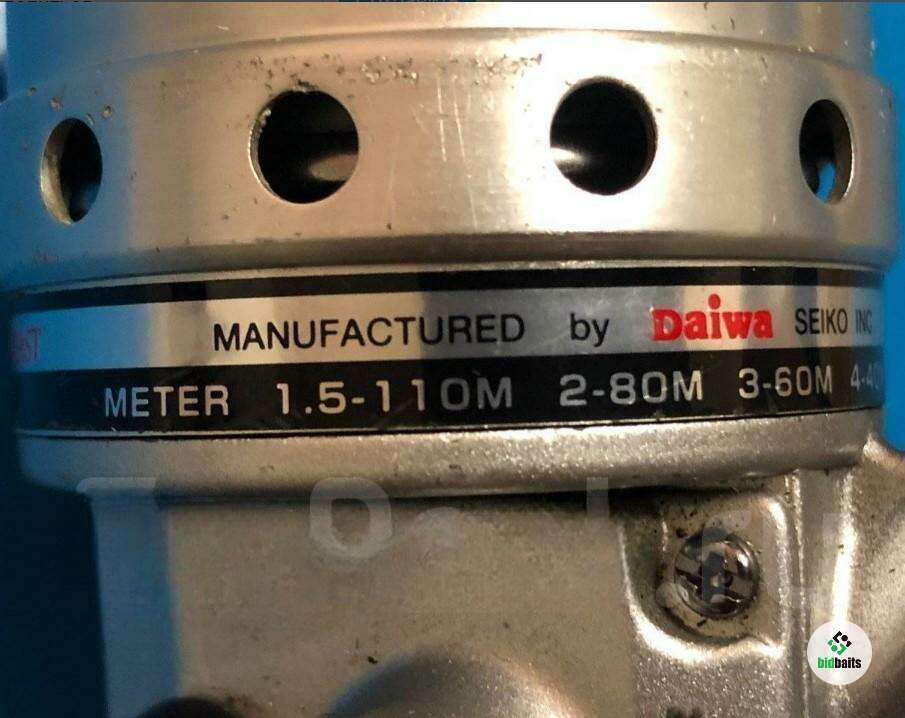 MANUFACTURED by Daiwa SEIKO INC
METER 1.5-110M 2-80M 3-60M
bidbaits